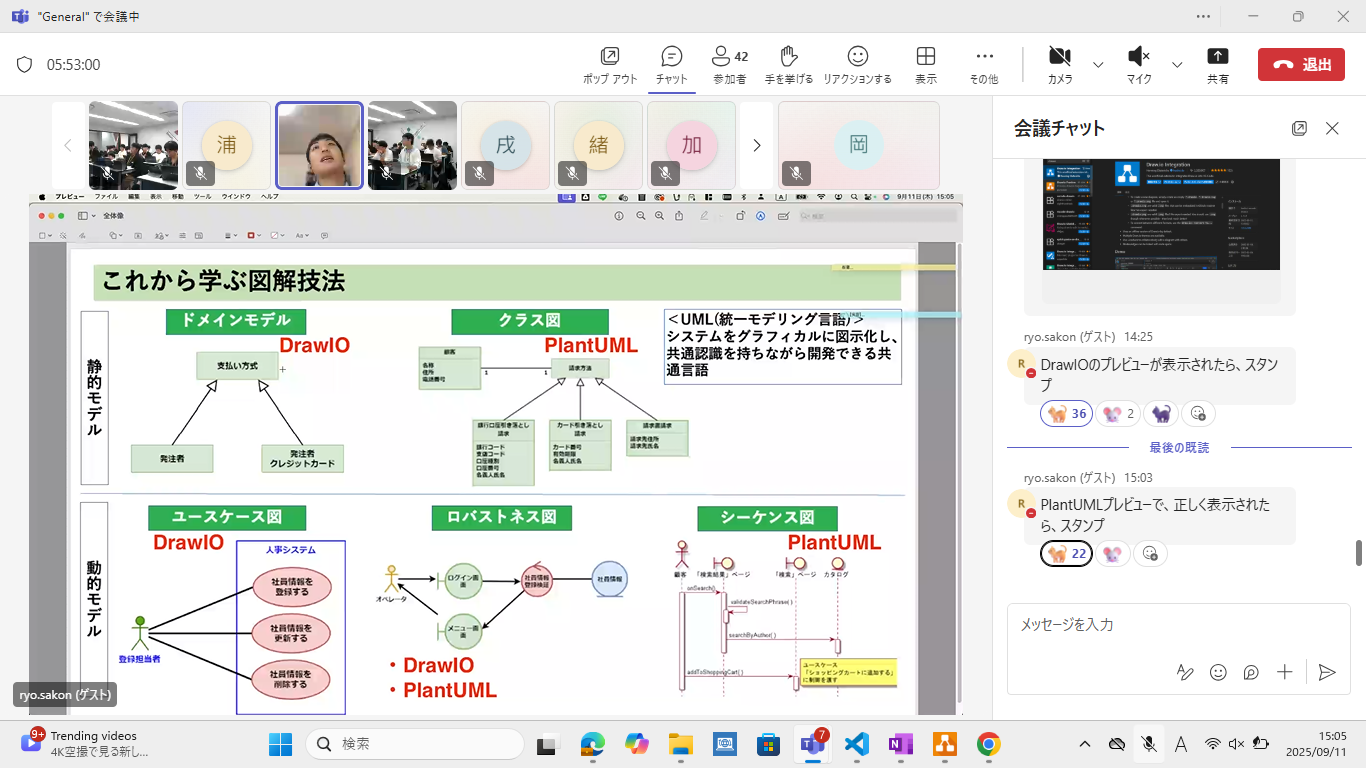 "General" で会議中
05:53:00
ポップ アウト
チャット
42
参加者
手を挙げる
リアクションする
表示
その他
カメラ
マイク
共有
退出
浦
戌
緒
加
岡
プレビュー ファイル 編集 表示 移動 ツール ウインドウ ヘルプ
9月11日(木) 15:05
全体像
これから学ぶ図解技法
静的モデル
ドメインモデル
DrawIO
支払い方式
発注者
発注者
クレジットカード
クラス図
PlantUML
顧客
名称
住所
電話番号
1
1
請求方法
銀行口座引き落とし
請求
銀行コード
支店コード
口座種別
口座番号
名義人氏名
カード引き落とし
請求
カード番号
有効期限
名義人氏名
請求書請求
請求先住所
請求先氏名
<UML(統一モデリング言語)>
システムをグラフィカルに図示化し、
共通認識を持ちながら開発できる共
通言語
動的モデル
ユースケース図
DrawIO
人事システム
社員情報を
登録する
社員情報を
更新する
社員情報を
削除する
登録担当者
ロバストネス図
オペレータ
ログイン画
面
社員情報
登録検証
社員情報
メニュー画
面
・DrawIO
・PlantUML
シーケンス図
PlantUML
顧客
「検索結果」ページ
「検索」ページ
カタログ
onSearch()
validateSearchPhrase( )
searchByAuthor( )
addToShoppingCart( )
ユースケース
「ショッピングカートに追加する」
に制御を渡す
ryo.sakon (ゲスト)
会議チャット
Draw.io Integration
ryo.sakon (ゲスト) 14:25
R
DrawIOのプレビューが表示されたら、スタン
プ
36
2
最後の既読
ryo.sakon (ゲスト) 15:03
R
PlantUMLプレビューで、正しく表示された
ら、スタンプ
22
メッセージを入力
9+
Trending videos
4K空撮で見る新し...
検索
7
A
15:05
2025/09/11